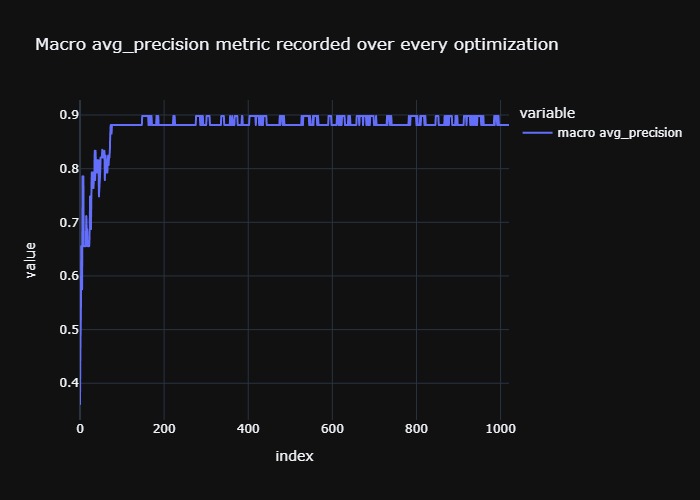 Macro avg_precision metric recorded over every optimization
variable
macro avg_precision
value
0.9
0.8
0.7
0.6
0.5
0.4
0
200
400
600
800
1000
index